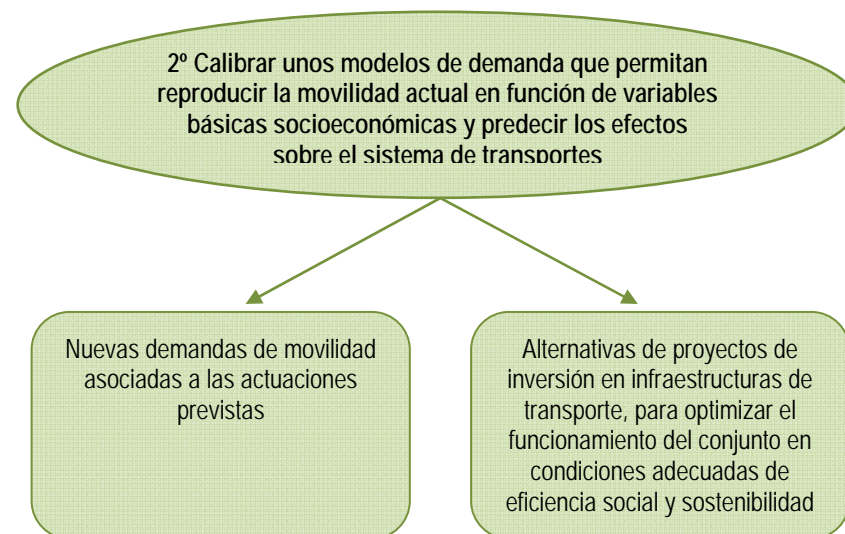 2º Calibrar unos modelos de demanda que permitan
reproducir la movilidad actual en función de variables
básicas socioeconómicas y predecir los efectos
sobre el sistema de transportes
Nuevas demandas de movilidad
asociadas a las actuaciones
previstas
Alternativas de proyectos de
inversión en infraestructuras de
transporte, para optimizar el
funcionamiento del conjunto en
condiciones adecuadas de
eficiencia social y sostenibilidad